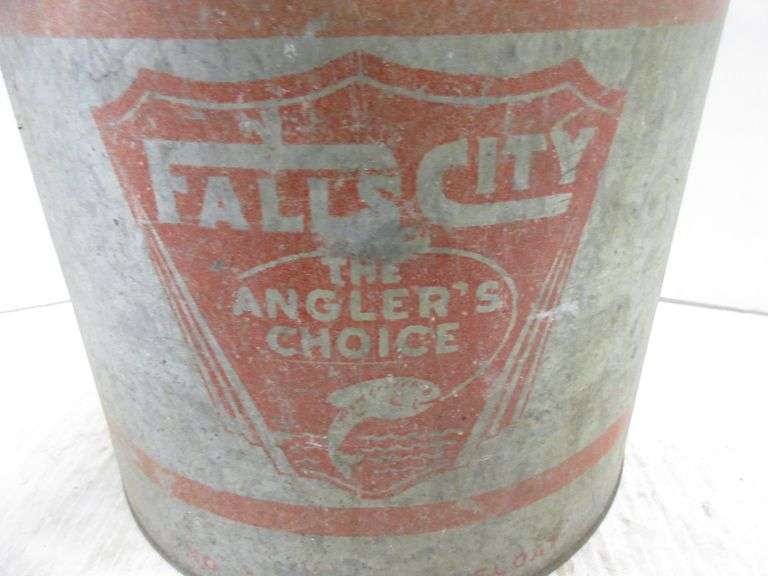 FALLS CITY
THE
ANGLER'S
CHOICE